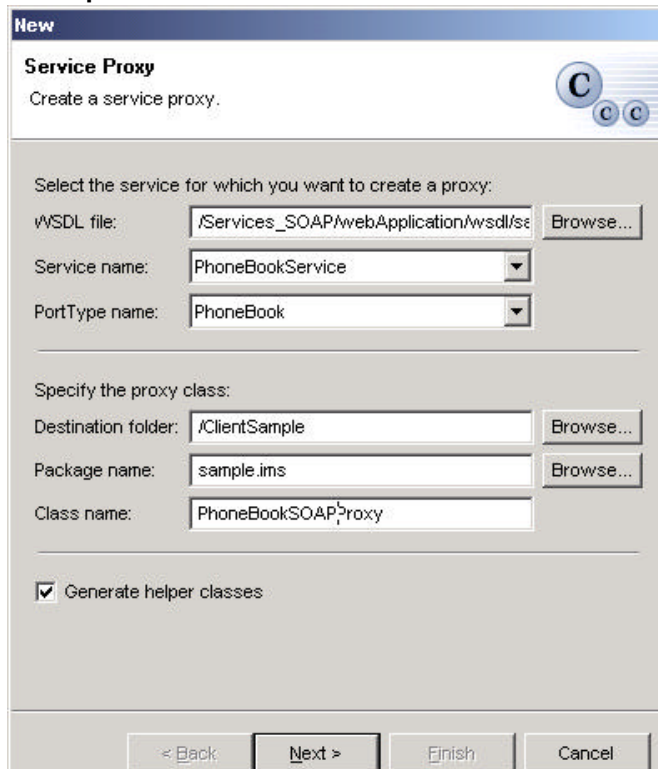 New
Service Proxy
Create a service proxy.
C
C C
Select the service for which you want to create a proxy:
WSDL file: /Services_SOAP/webApplication/wsdl/sa Browse...
Service name: PhoneBookService
PortType name: PhoneBook
Specify the proxy class:
Destination folder: /ClientSample Browse...
Package name: sample.ims Browse...
Class name: PhoneBookSOAPProxy
Generate helper classes
< Back Next > Finish Cancel